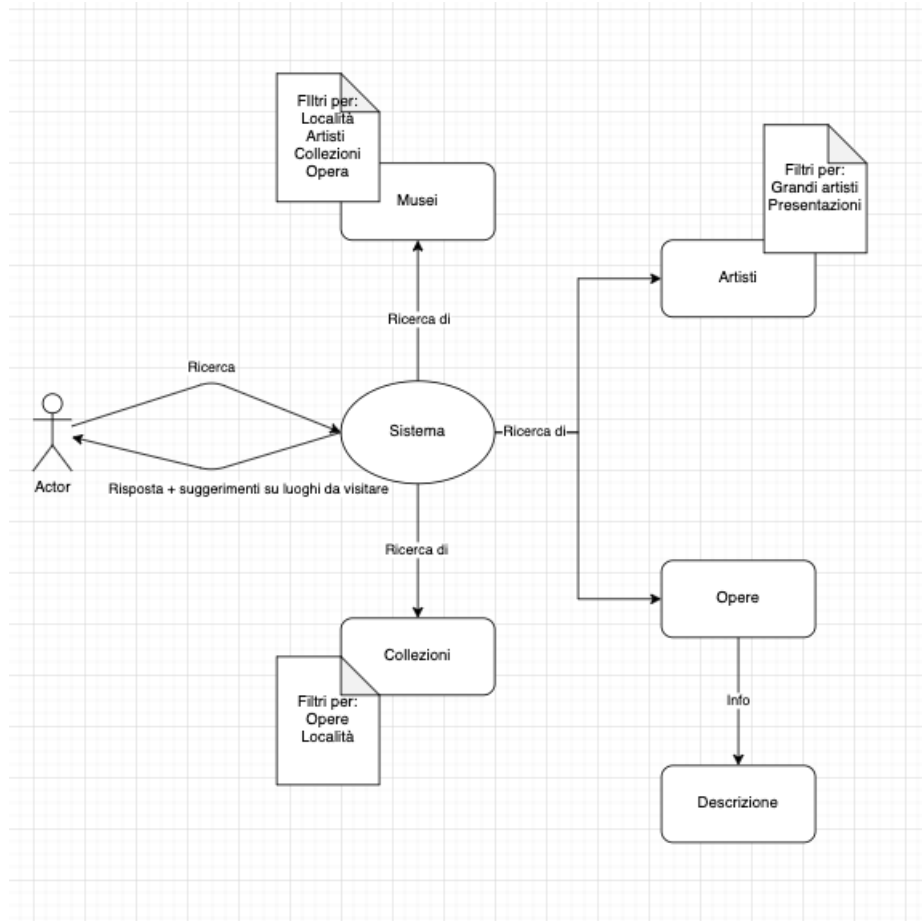 FIltri per:
Località
Artisti
Collezioni
Opera
Musei
Filtri per:
Grandi artisti
Presentazioni
Artisti
Ricerca di
Ricerca
Sistema
Ricerca di
Actor
Risposta + suggerimenti su luoghi da visitare
Ricerca di
Opere
Collezioni
Filtri per:
Opere
Località
Info
Descrizione